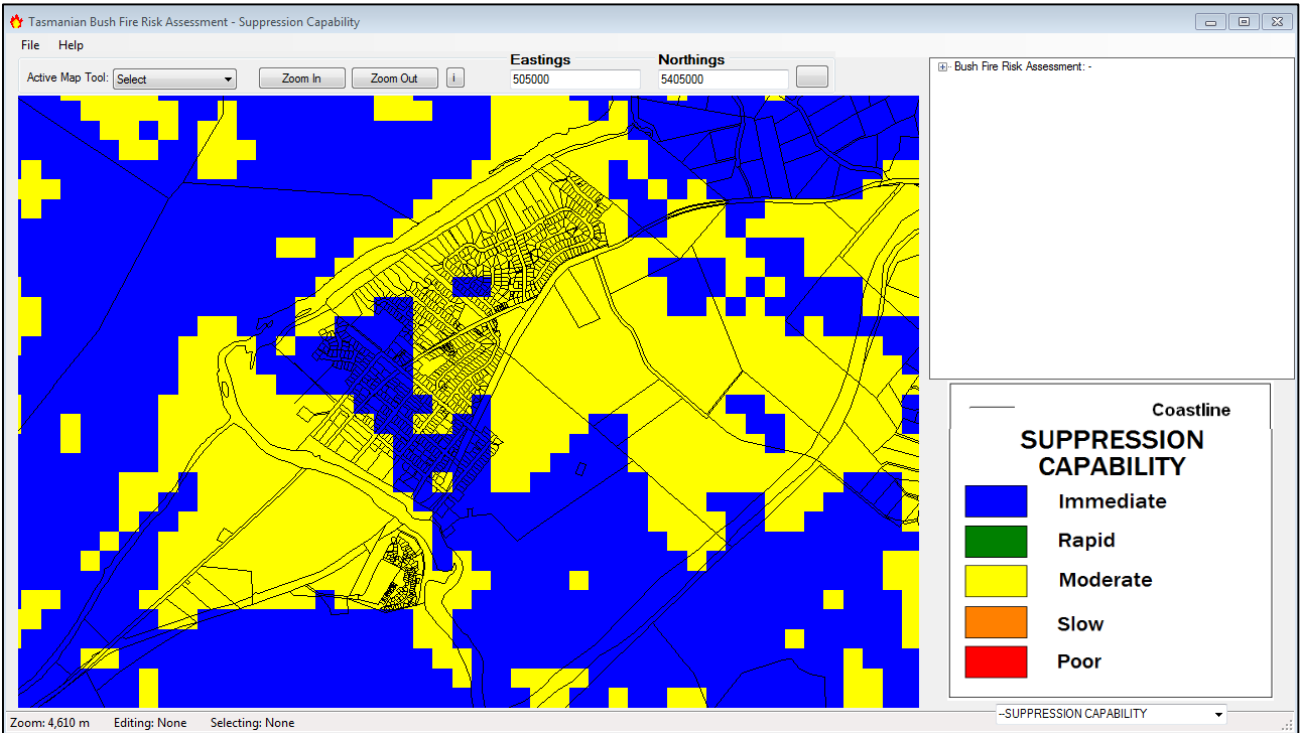 Tasmanian Bush Fire Risk Assessment - Suppression Capability
File Help
Eastings Northings
Active Map Tool: Select Zoom In Zoom Out i 505000 5405000
Bush Fire Risk Assessment: -
Coastline
SUPPRESSION
CAPABILITY
Immediate
Rapid
Moderate
Slow
Poor
--SUPPRESSION CAPABILITY
Zoom: 4,610 m Editing: None Selecting: None